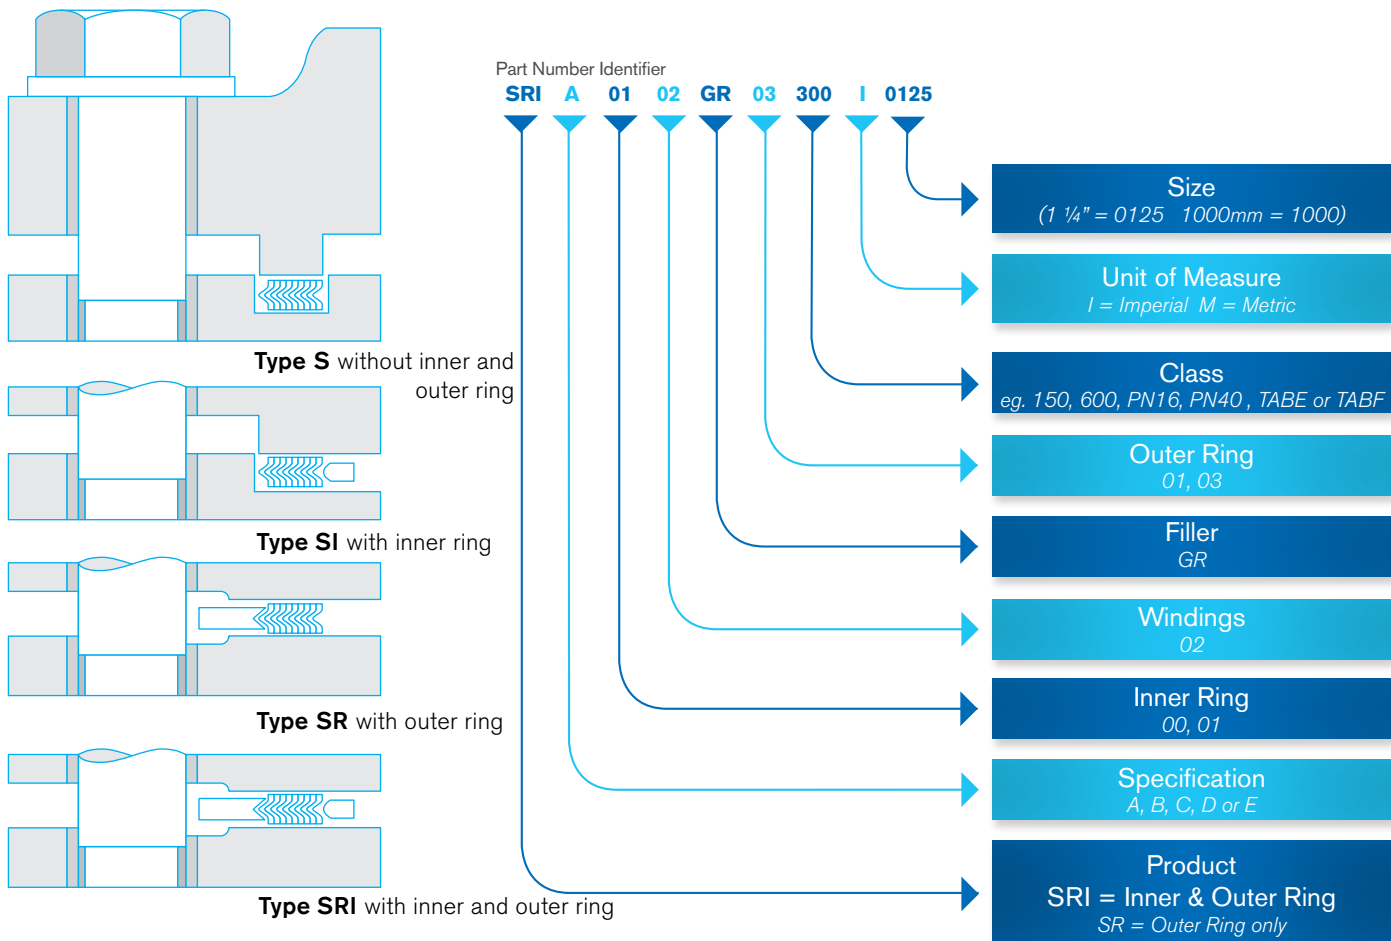 Part Number Identifier
SRI A 01 02 GR 03 300 I 0125
Size
(1 ¼” = 0125 1000mm = 1000)
Unit of Measure
I = Imperial M = Metric
Class
eg. 150, 600, PN16, PN40 , TABE or TABF
Outer Ring
01, 03
Filler
GR
Windings
02
Inner Ring
00, 01
Specification
A, B, C, D or E
Product
SRI = Inner & Outer Ring
SR = Outer Ring only
Type S without inner and
outer ring
Type SI with inner ring
Type SR with outer ring
Type SRI with inner and outer ring